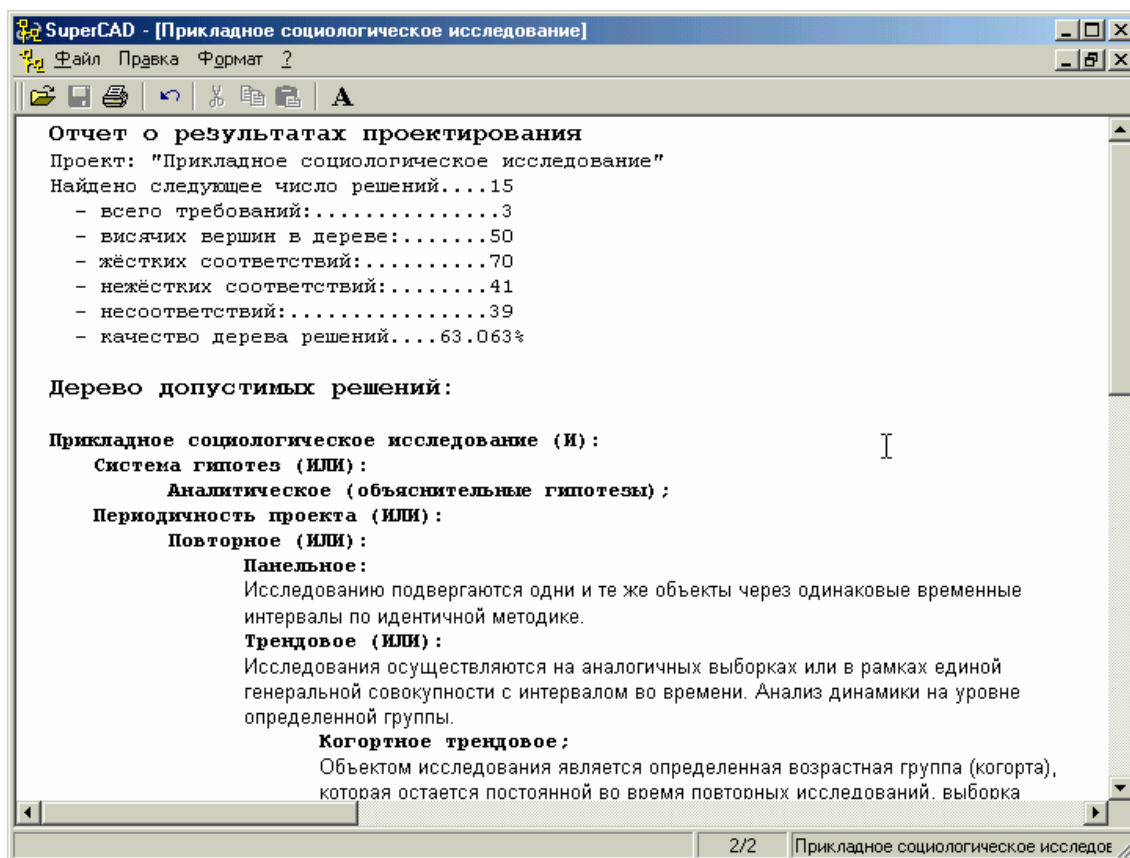 SuperCAD - [Прикладное социологическое исследование]
Файл Правка Формат ?
A
Отчет о результатах проектирования
Проект: "Прикладное социологическое исследование"
Найдено следующее число решений....15
- всего требований:...............3
- висячих вершин в дереве:.......50
- жёстких соответствий:..........70
- нежёстких соответствий:........41
- несоответствий:................39
- качество дерева решений....63.063%
Дерево допустимых решений:
Прикладное социологическое исследование (И):
Система гипотез (ИЛИ):
Аналитическое (объяснительные гипотезы);
Периодичность проекта (ИЛИ):
Повторное (ИЛИ):
Панельное:
Исследованию подвергаются одни и те же объекты через одинаковые временные
интервалы по идентичной методике.
Трендовое (ИЛИ):
Исследования осуществляются на аналогичных выборках или в рамках единой
генеральной совокупности с интервалом во времени. Анализ динамики на уровне
определенной группы.
Когортное трендовое;
Объектом исследования является определенная возрастная группа (когорта),
которая остается постоянной во время повторных исследований, выборка
2/2 Прикладное социологическое исследов